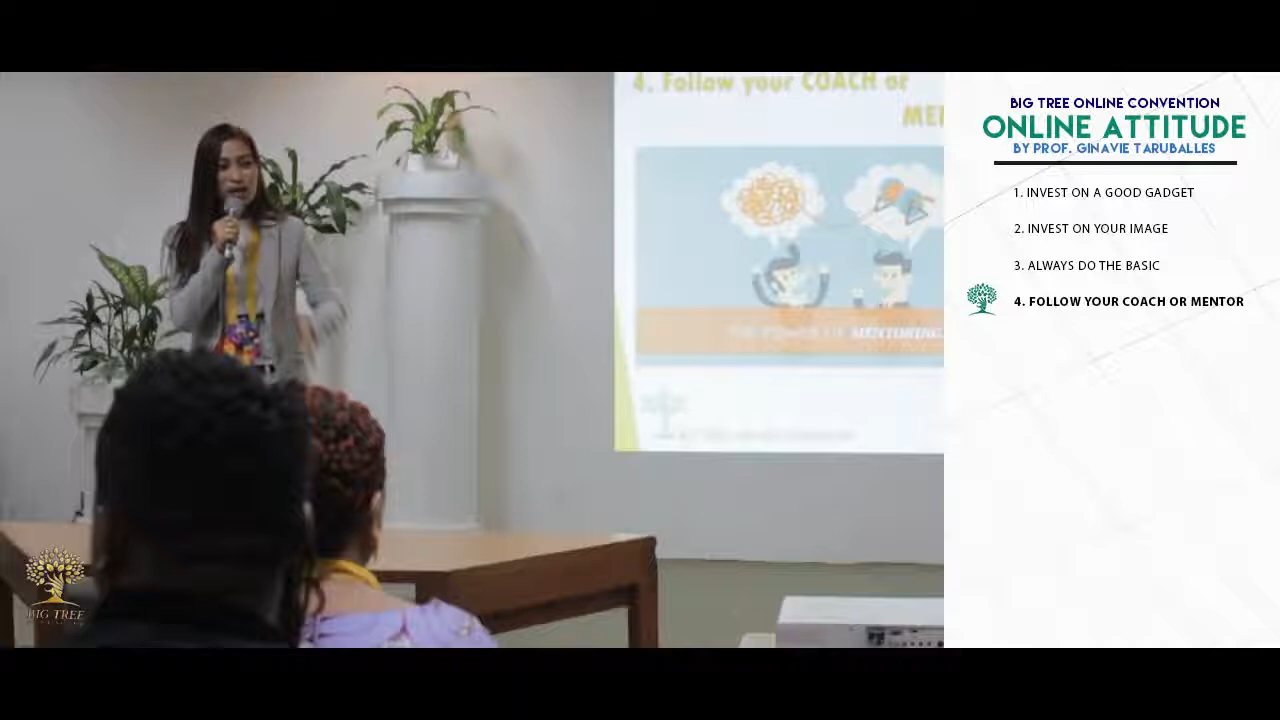 4. Follow your COACH or
MENTORING
BIG TREE
BIG TREE ONLINE CONVENTION
ONLINE ATTITUDE
BY PROF. GINAVIE TARUBALLES
1. INVEST ON A GOOD GADGET
2. INVEST ON YOUR IMAGE
3. ALWAYS DO THE BASIC
4. FOLLOW YOUR COACH OR MENTOR